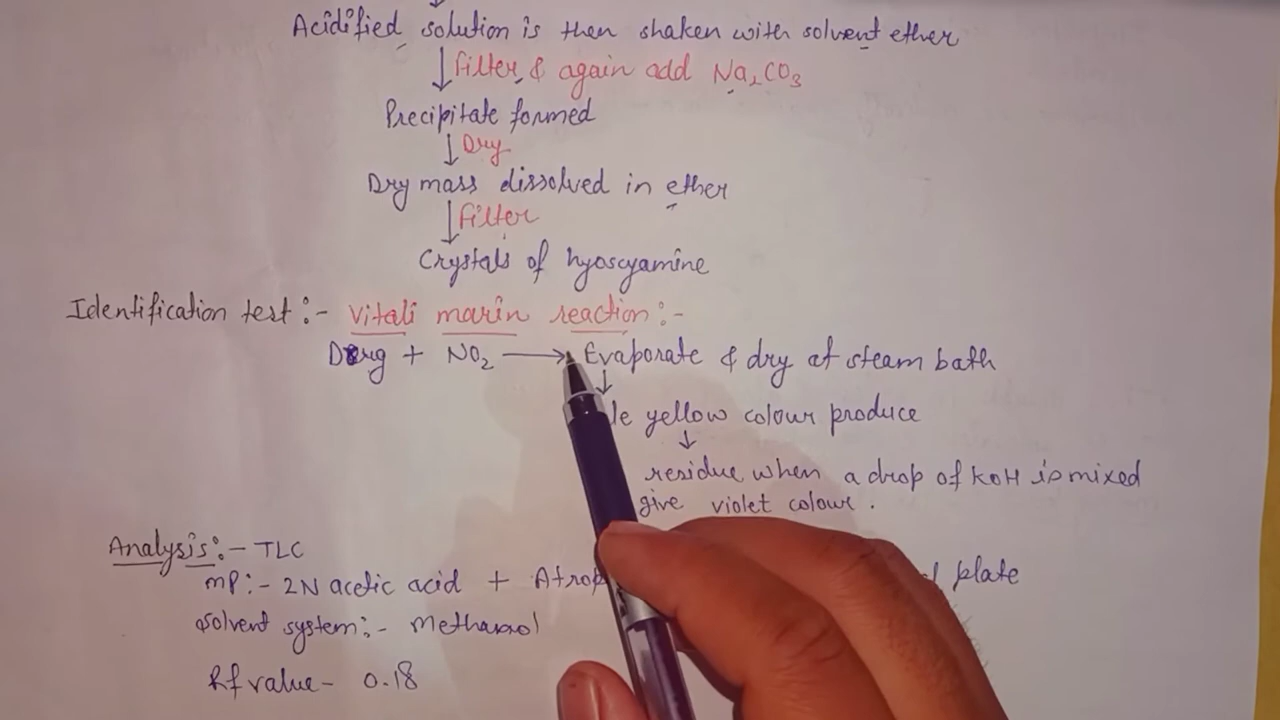 Acidified solution is then shaken with solvent ether
↓ Filter & again add Na₂CO₃
Precipitate formed
↓ Dry
Dry mass dissolved in ether
↓ Filter
Crystals of hyoscyamine
Identification test :- Vitali morin reaction :-
Drug + NO₂ → Evaporate & dry at steam bath
↓
yellow colour produce
↓
residue when a drop of KOH is mixed
give violet colour.
Analysis :- TLC
mp :- 2N acetic acid + plate
Solvent system :- Methanol
Rf value - 0.18